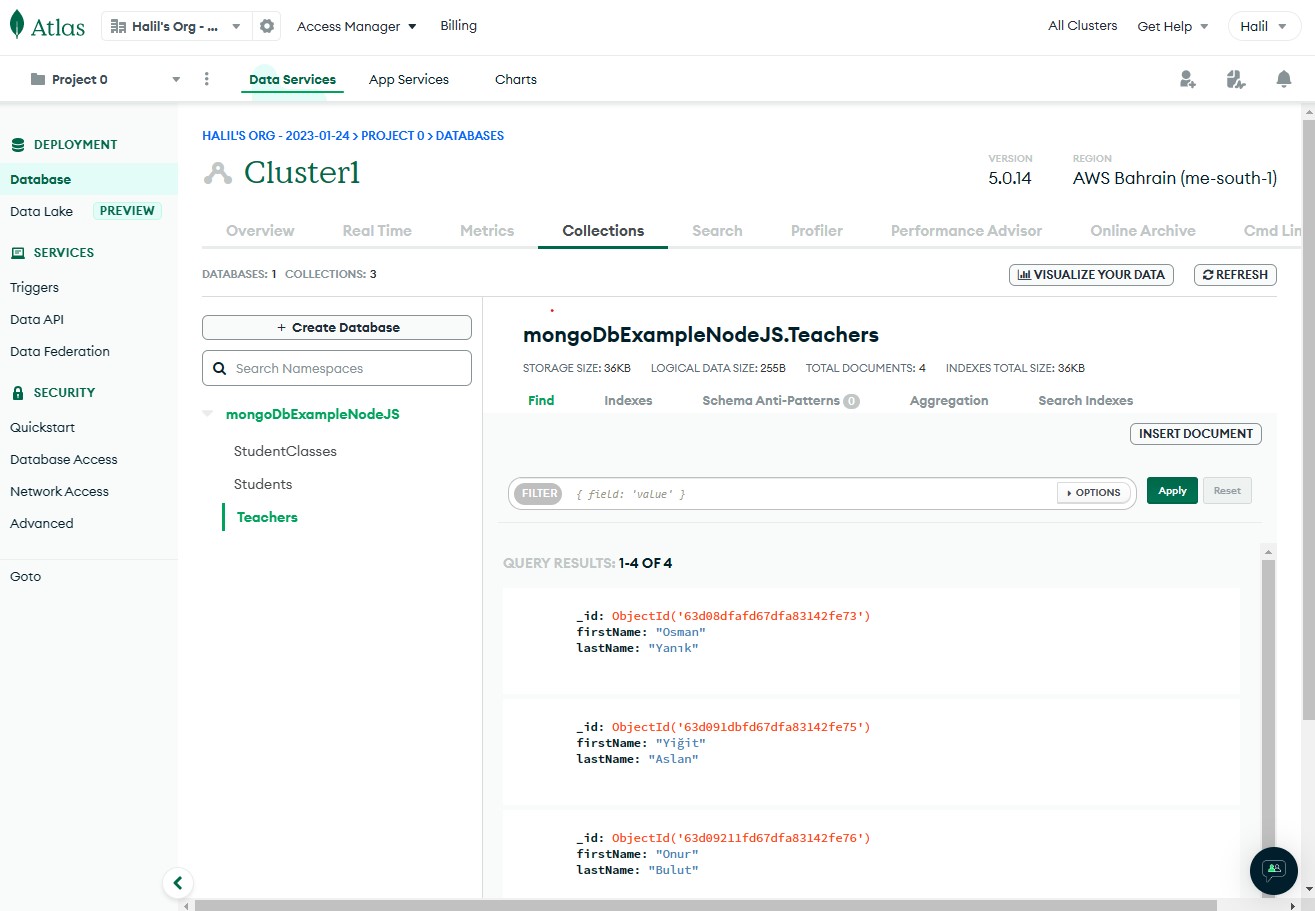 Atlas
Halil's Org - ...
Access Manager
Billing
All Clusters
Get Help
Halil
Project 0
Data Services
App Services
Charts
DEPLOYMENT
Database
Data Lake PREVIEW
SERVICES
Triggers
Data API
Data Federation
SECURITY
Quickstart
Database Access
Network Access
Advanced
Goto
HALIL'S ORG - 2023-01-24 > PROJECT 0 > DATABASES
Cluster1
VERSION
5.0.14
REGION
AWS Bahrain (me-south-1)
Overview
Real Time
Metrics
Collections
Search
Profiler
Performance Advisor
Online Archive
Cmd Lin
DATABASES: 1 COLLECTIONS: 3
VISUALIZE YOUR DATA
REFRESH
+ Create Database
Search Namespaces
mongoDbExampleNodeJS
StudentClasses
Students
Teachers
mongoDbExampleNodeJS.Teachers
STORAGE SIZE: 36KB LOGICAL DATA SIZE: 255B TOTAL DOCUMENTS: 4 INDEXES TOTAL SIZE: 36KB
Find
Indexes
Schema Anti-Patterns 0
Aggregation
Search Indexes
INSERT DOCUMENT
FILTER { field: 'value' }
OPTIONS
Apply
Reset
QUERY RESULTS: 1-4 OF 4
_id: ObjectId('63d08dfafd67dfa83142fe73')
firstName: "Osman"
lastName: "Yanık"
_id: ObjectId('63d091dbfd67dfa83142fe75')
firstName: "Yiğit"
lastName: "Aslan"
_id: ObjectId('63d09211fd67dfa83142fe76')
firstName: "Onur"
lastName: "Bulut"